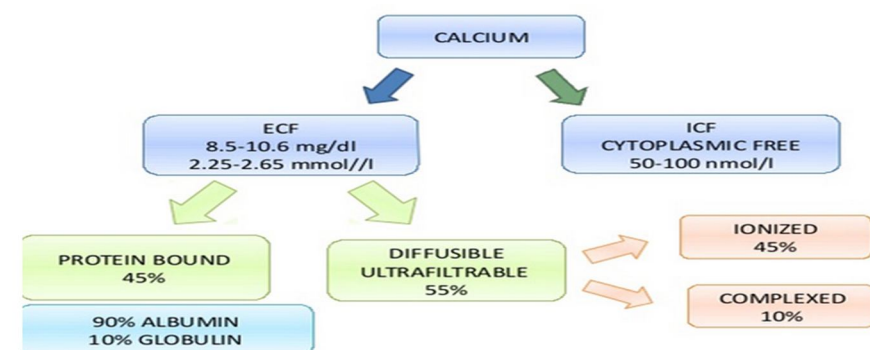 CALCIUM
ECF
8.5-10.6 mg/dl
2.25-2.65 mmol//l
ICF
CYTOPLASMIC FREE
50-100 nmol/l
PROTEIN BOUND
45%
90% ALBUMIN
10% GLOBULIN
DIFFUSIBLE
ULTRAFILTRABLE
55%
IONIZED
45%
COMPLEXED
10%